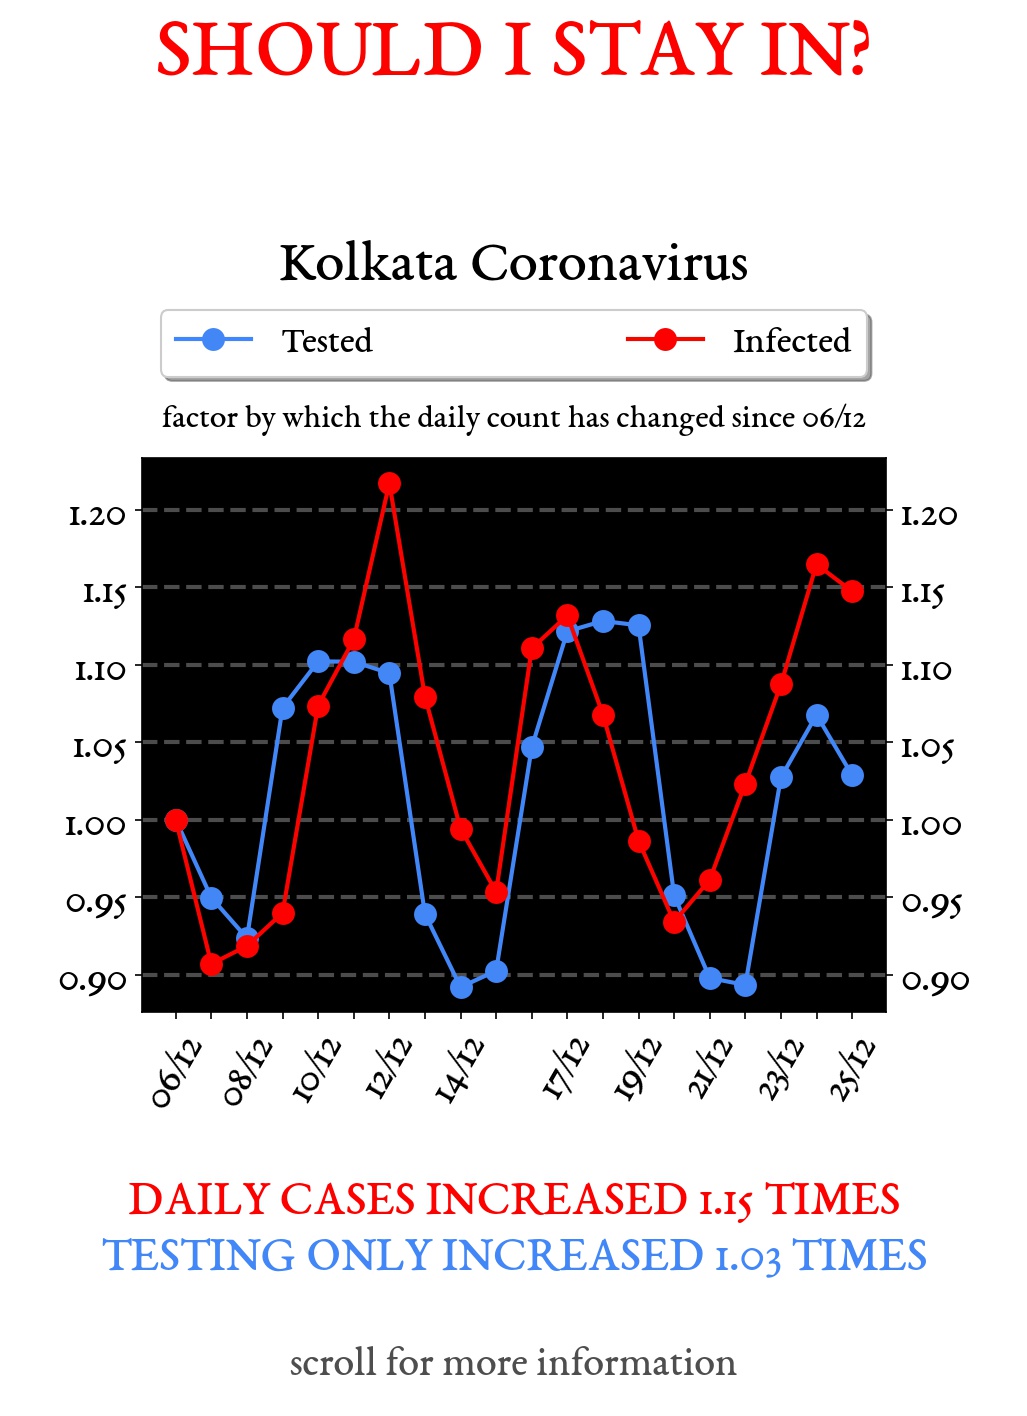 SHOULD I STAY IN?
Kolkata Coronavirus
Tested Infected
factor by which the daily count has changed since 06/12
1.20 1.20
1.15 1.15
1.10 1.10
1.05 1.05
1.00 1.00
0.95 0.95
0.90 0.90
06/12 08/12 10/12 12/12 14/12 17/12 19/12 21/12 23/12 25/12
DAILY CASES INCREASED 1.15 TIMES
TESTING ONLY INCREASED 1.03 TIMES
scroll for more information